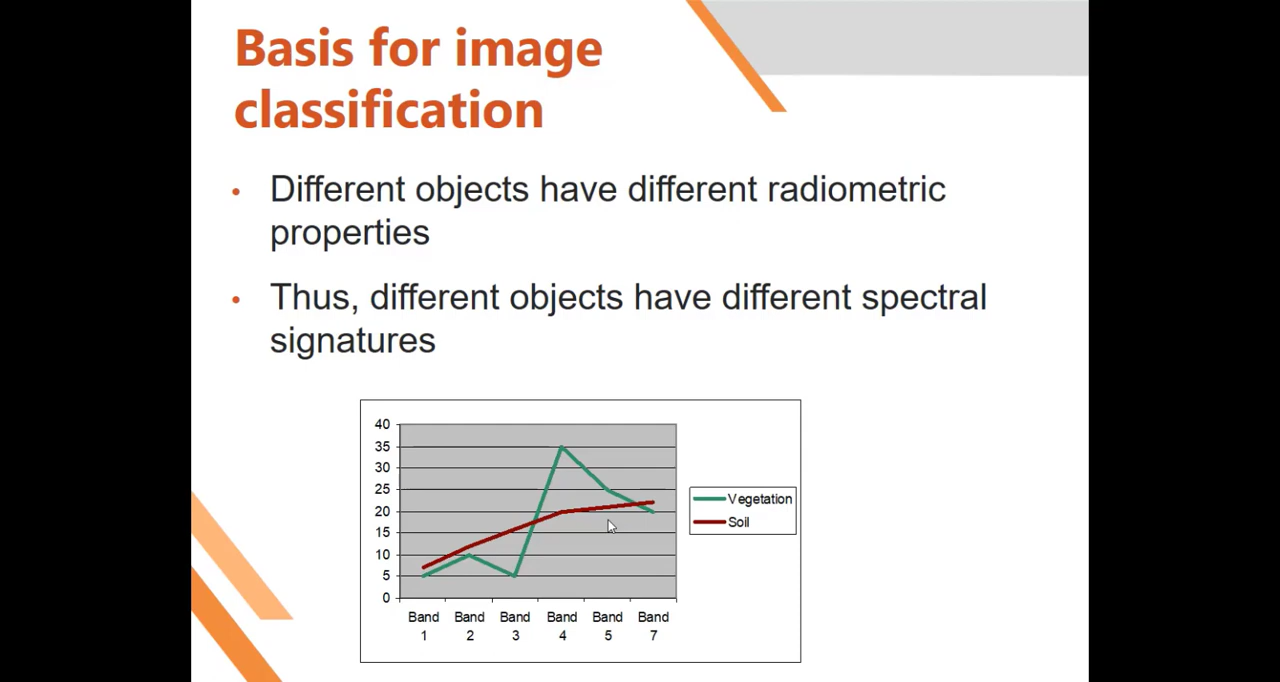 Basis for image
classification
• Different objects have different radiometric
properties
• Thus, different objects have different spectral
signatures
40
35
30
25
20
15
10
5
0
Band Band Band Band Band Band
1 2 3 4 5 7
Vegetation
Soil